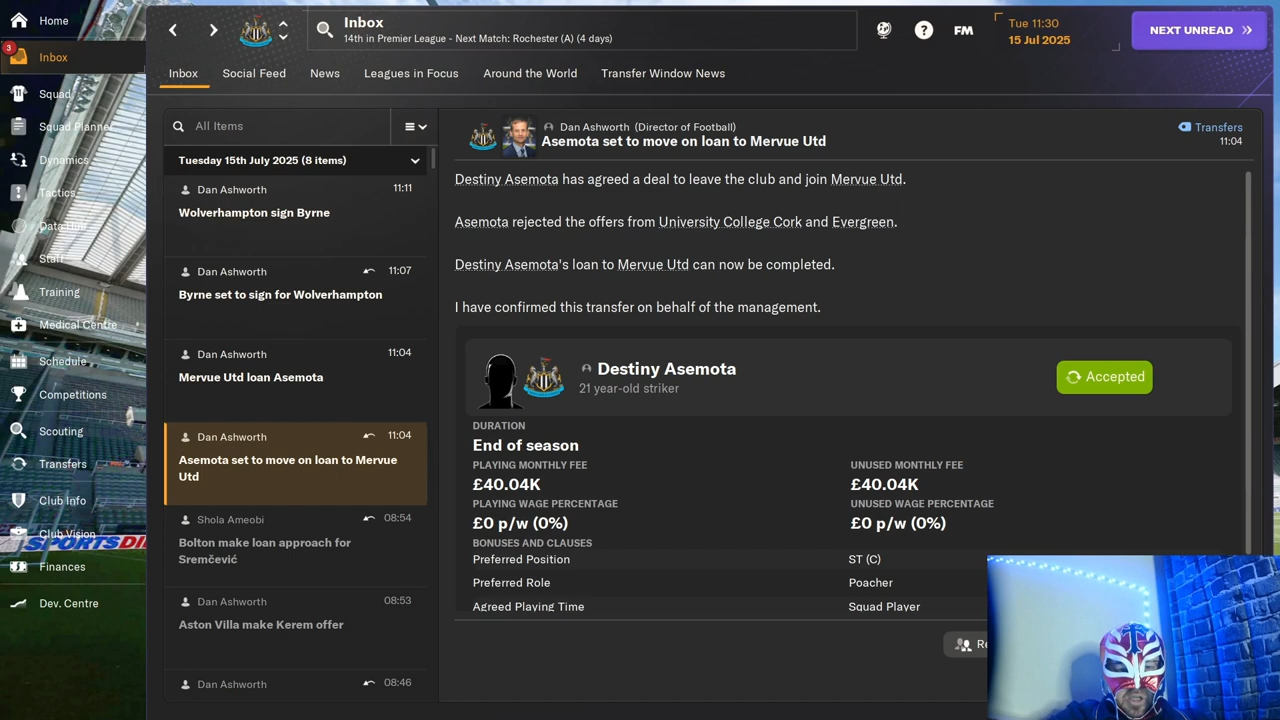 Home
3
Inbox
Squad
Squad Planner
Dynamics
Tactics
Data Hub
Staff
Training
Medical Centre
Schedule
Competitions
Scouting
Transfers
Club Info
Club Vision
Finances
Dev. Centre
SPORTS DI
Inbox
14th in Premier League - Next Match: Rochester (A) (4 days)
?
FM
Tue 11:30
15 Jul 2025
NEXT UNREAD
Inbox
Social Feed
News
Leagues in Focus
Around the World
Transfer Window News
All Items
Tuesday 15th July 2025 (8 items)
Dan Ashworth
11:11
Wolverhampton sign Byrne
Dan Ashworth
11:07
Byrne set to sign for Wolverhampton
Dan Ashworth
11:04
Mervue Utd loan Asemota
Dan Ashworth
11:04
Asemota set to move on loan to Mervue
Utd
Shola Ameobi
08:54
Bolton make loan approach for
Sremčević
Dan Ashworth
08:53
Aston Villa make Kerem offer
Dan Ashworth
08:46
Dan Ashworth (Director of Football)
Asemota set to move on loan to Mervue Utd
Transfers
11:04
Destiny Asemota has agreed a deal to leave the club and join Mervue Utd.
Asemota rejected the offers from University College Cork and Evergreen.
Destiny Asemota's loan to Mervue Utd can now be completed.
I have confirmed this transfer on behalf of the management.
Destiny Asemota
21 year-old striker
Accepted
DURATION
End of season
PLAYING MONTHLY FEE
£40.04K
UNUSED MONTHLY FEE
£40.04K
PLAYING WAGE PERCENTAGE
£0 p/w (0%)
UNUSED WAGE PERCENTAGE
£0 p/w (0%)
BONUSES AND CLAUSES
Preferred Position
ST (C)
Preferred Role
Poacher
Agreed Playing Time
Squad Player
Re